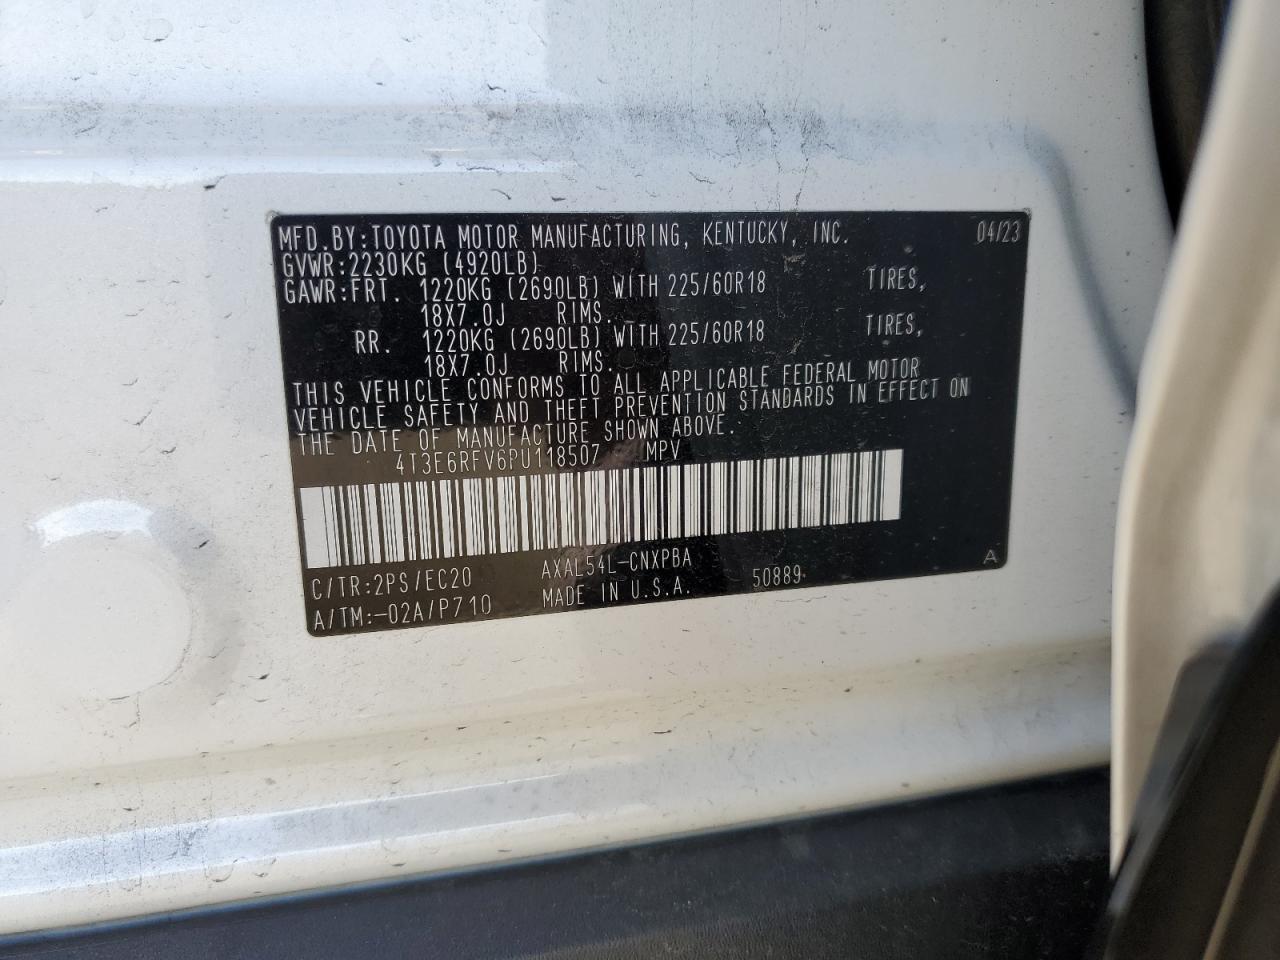 MFD.BY:TOYOTA MOTOR MANUFACTURING, KENTUCKY, INC. 04/23
GVWR:2230KG (4920LB)
GAWR:FRT. 1220KG (2690LB) WITH 225/60R18 TIRES,
18X7.0J RIMS.
RR. 1220KG (2690LB) WITH 225/60R18 TIRES,
18X7.0J RIMS.
THIS VEHICLE CONFORMS TO ALL APPLICABLE FEDERAL MOTOR
VEHICLE SAFETY AND THEFT PREVENTION STANDARDS IN EFFECT ON
THE DATE OF MANUFACTURE SHOWN ABOVE.
4T3E6RFV6PU118507 MPV
C/TR:2PS/EC20 AXAL54L-CNXPBA A
A/TM:-02A/P710 MADE IN U.S.A. 50889